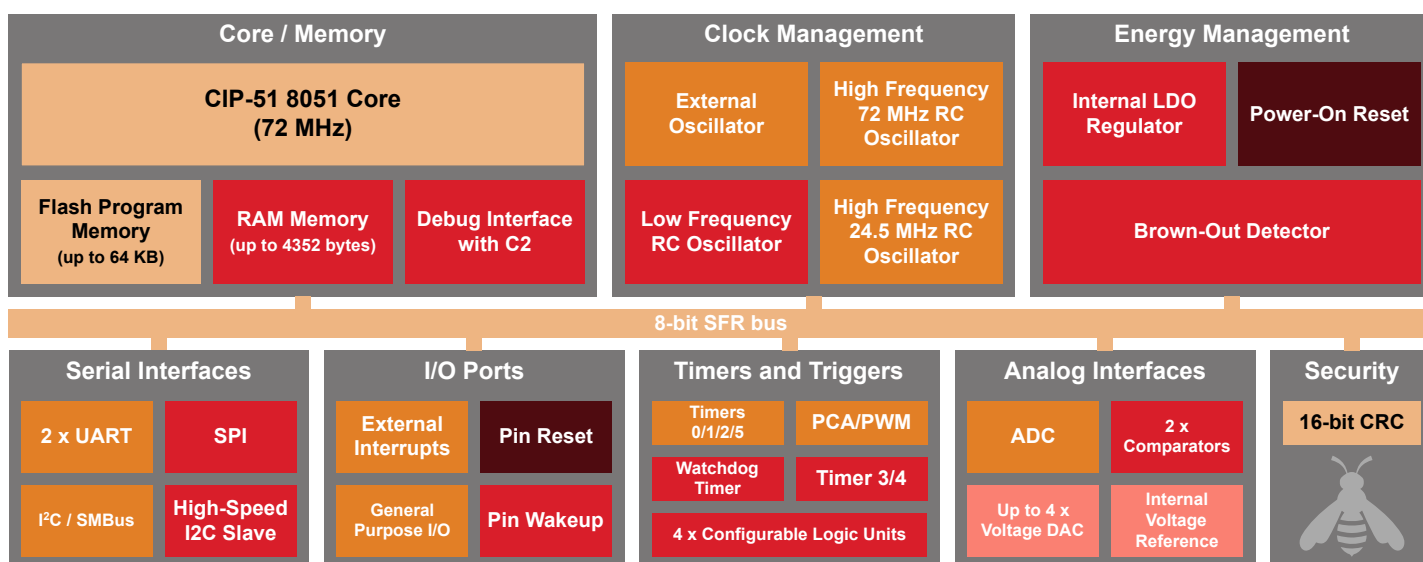 Core / Memory
CIP-51 8051 Core
(72 MHz)
Flash Program
Memory
(up to 64 KB)
RAM Memory
(up to 4352 bytes)
Debug Interface
with C2
Clock Management
External
Oscillator
High Frequency
72 MHz RC
Oscillator
Low Frequency
RC Oscillator
High Frequency
24.5 MHz RC
Oscillator
Energy Management
Internal LDO
Regulator
Power-On Reset
Brown-Out Detector
8-bit SFR bus
Serial Interfaces
2 x UART
SPI
I²C / SMBus
High-Speed
I2C Slave
I/O Ports
External
Interrupts
Pin Reset
General
Purpose I/O
Pin Wakeup
Timers and Triggers
Timers
0/1/2/5
PCA/PWM
Watchdog
Timer
Timer 3/4
4 x Configurable Logic Units
Analog Interfaces
ADC
2 x
Comparators
Up to 4 x
Voltage DAC
Internal
Voltage
Reference
Security
16-bit CRC